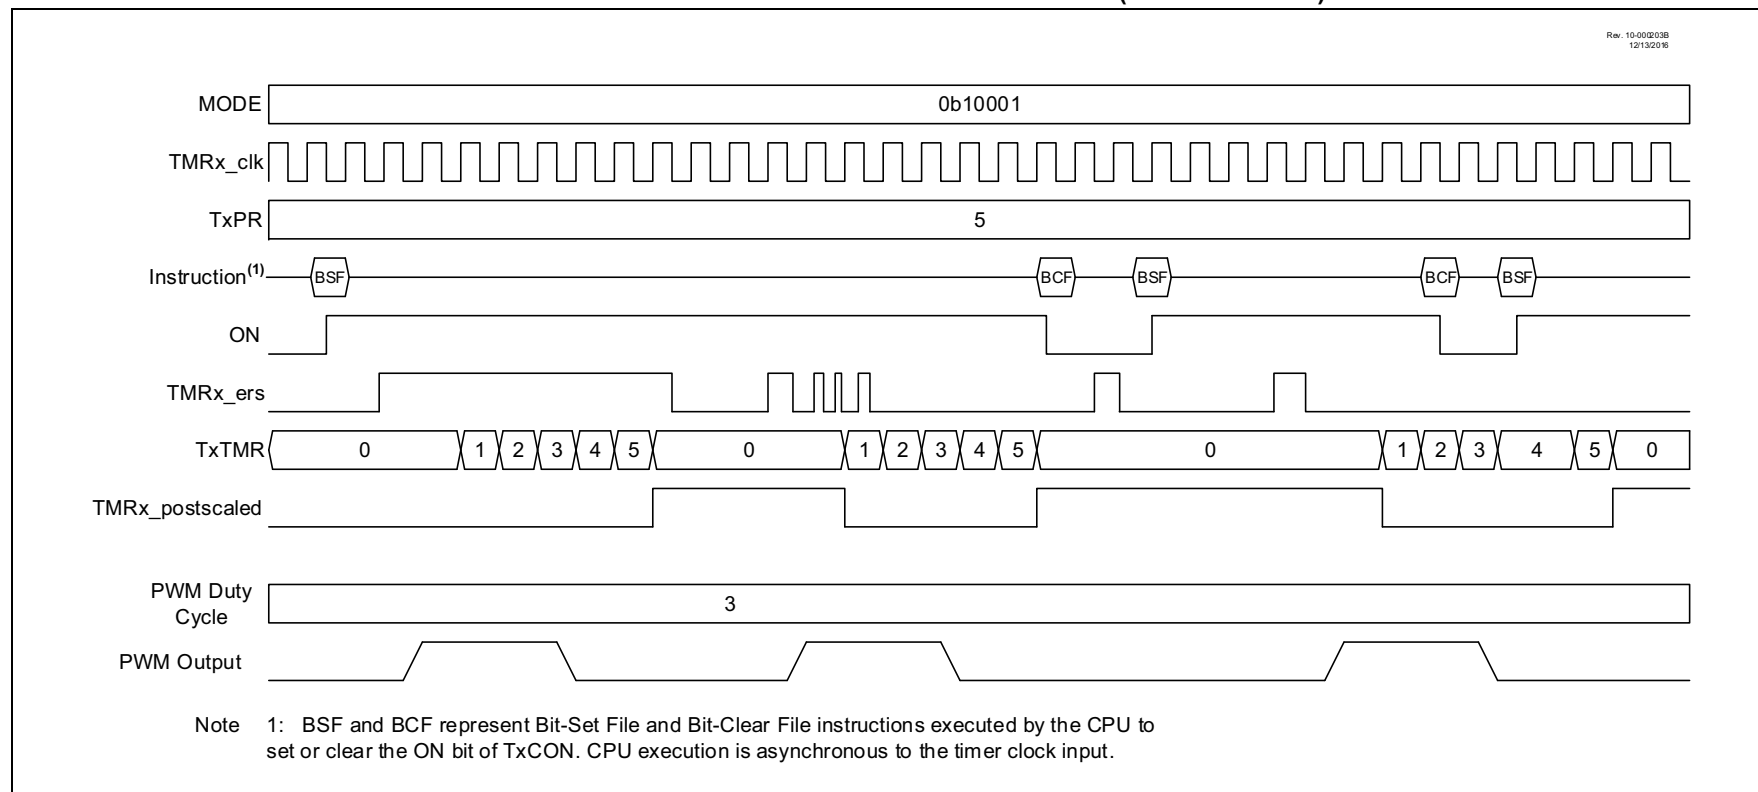 Rev. 10-000203B
12/13/2016
MODE 0b10001
TMRx_clk
TxPR 5
Instruction(1) BSF BCF BSF BCF BSF
ON
TMRx_ers
TxTMR 0 1 2 3 4 5 0 1 2 3 4 5 0 1 2 3 4 5 0
TMRx_postscaled
PWM Duty
Cycle 3
PWM Output
Note 1: BSF and BCF represent Bit-Set File and Bit-Clear File instructions executed by the CPU to
set or clear the ON bit of TxCON. CPU execution is asynchronous to the timer clock input.